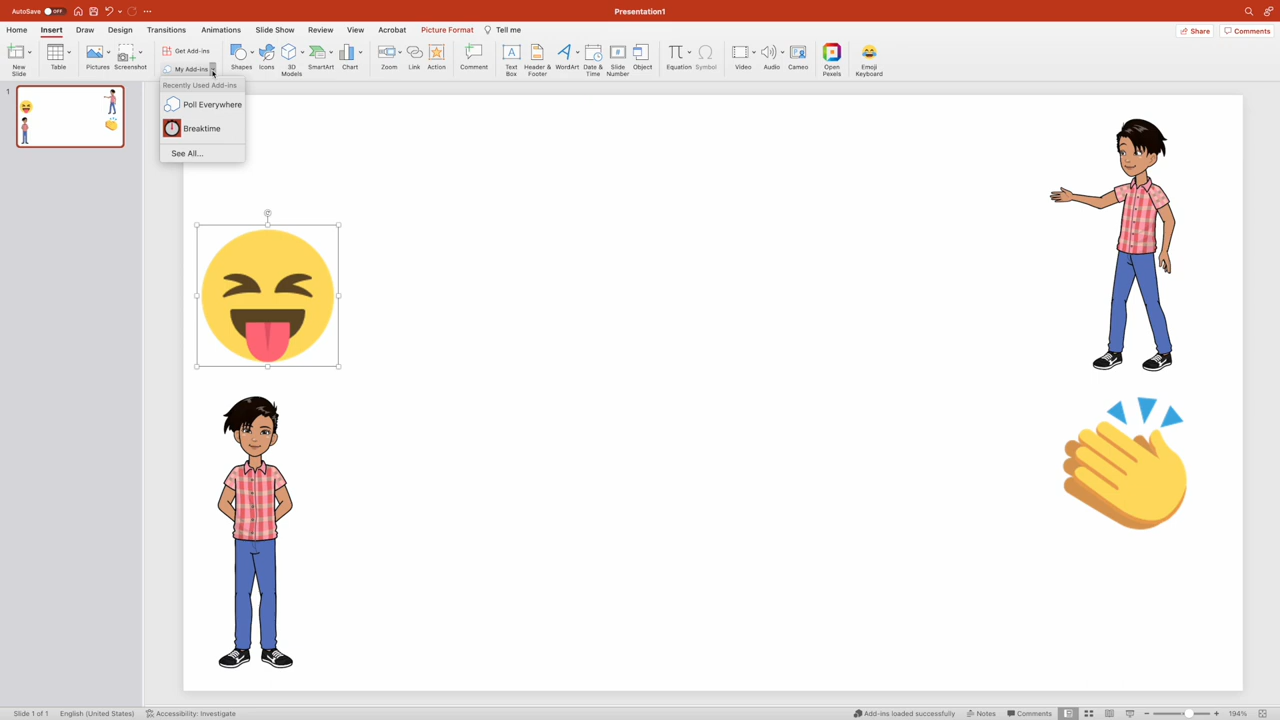 AutoSave OFF
Presentation1
Home Insert Draw Design Transitions Animations Slide Show Review View Acrobat Picture Format Tell me
Share Comments
New Slide
Table
Pictures
Screenshot
Get Add-ins
My Add-ins
Shapes
Icons
3D Models
SmartArt
Chart
Zoom
Link
Action
Comment
Text Box
Header & Footer
WordArt
Date & Time
Slide Number
Object
Equation
Symbol
Video
Audio
Cameo
Open Pexels
Emoji Keyboard
Recently Used Add-ins
Poll Everywhere
Breaktime
See All...
1
Slide 1 of 1 English (United States) Accessibility: Investigate Add-ins loaded successfully Notes Comments 194%